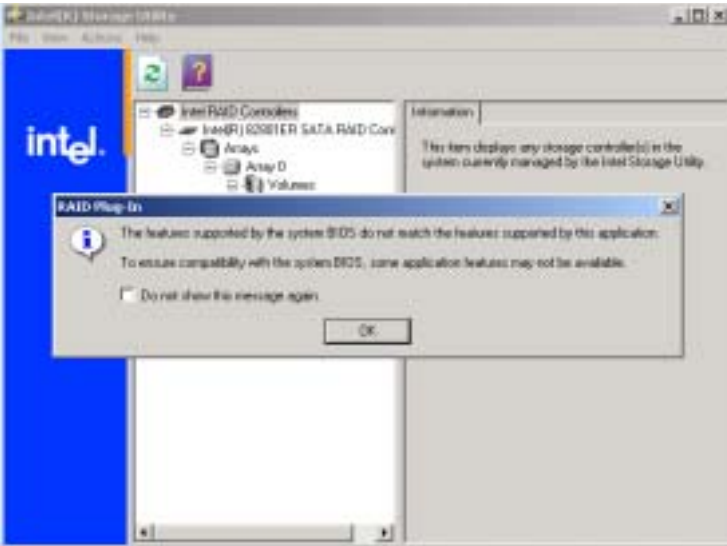 Intel(R) Storage Utility
File View Actions Help
intel.
Intel RAID Controllers
Intel(R) 82801ER SATA RAID Cont
Arrays
Array 0
Volumes
Information
This item displays any storage controller(s) in the
system currently managed by the Intel Storage Utility.
RAID Plug-In
The features supported by the system BIOS do not match the features supported by this application.
To ensure compatibility with the system BIOS, some application features may not be available.
Do not show this message again.
OK